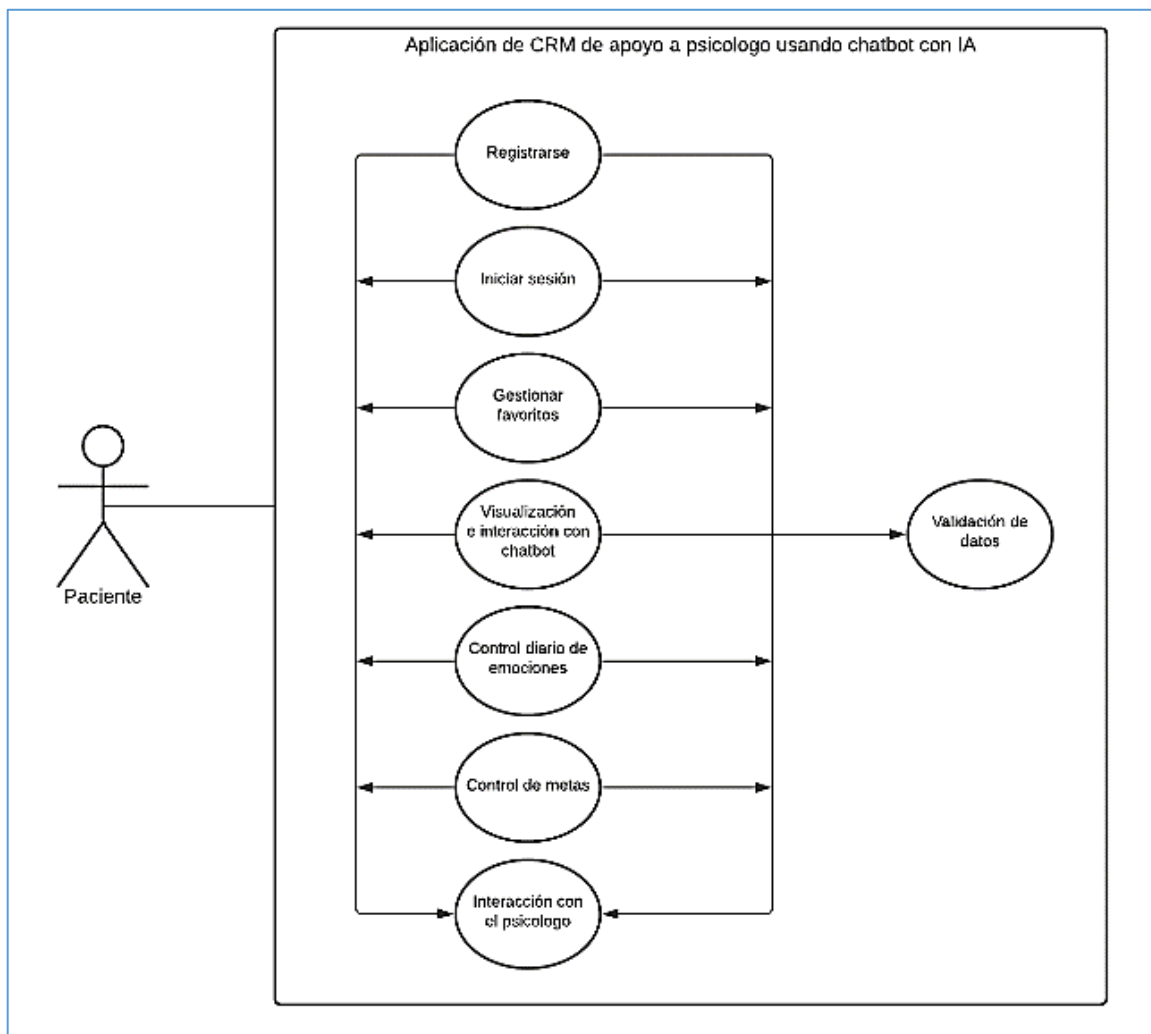 Aplicación de CRM de apoyo a psicologo usando chatbot con IA
Registrarse
Iniciar sesión
Gestionar
favoritos
Visualización
e interacción con
chatbot
Validación de
datos
Paciente
Control diario de
emociones
Control de metas
Interacción con
el psicologo